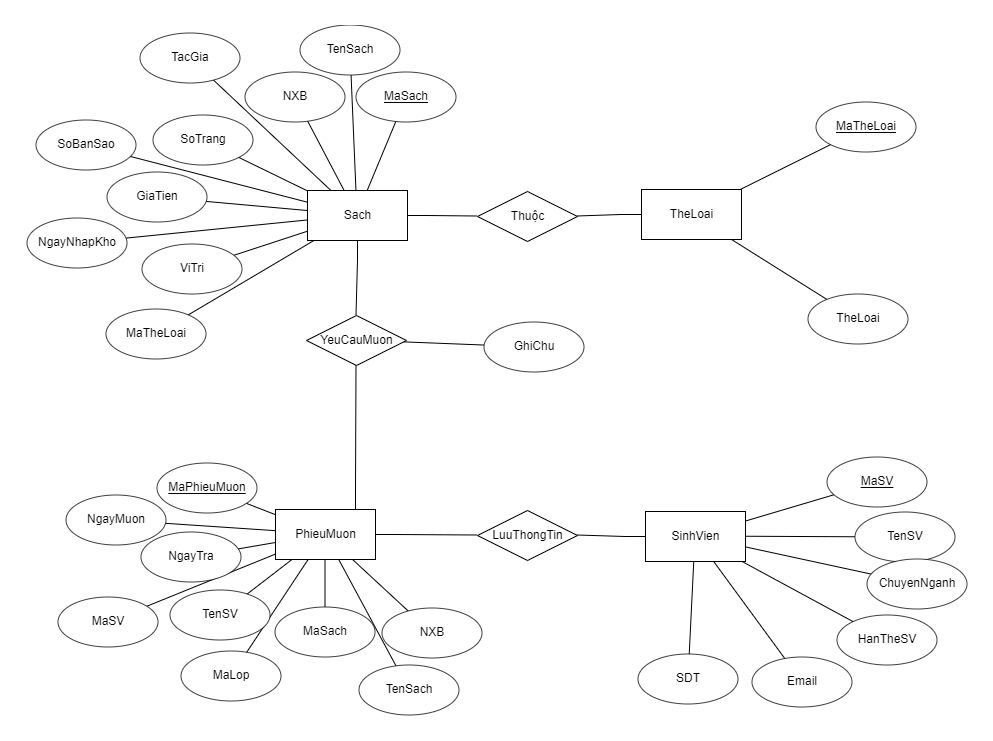 TenSach
TacGia
NXB
MaSach
SoBanSao
SoTrang
GiaTien
NgayNhapKho
ViTri
MaTheLoai
Sach
Thuộc
TheLoai
MaTheLoai
TheLoai
YeuCauMuon
GhiChu
MaPhieuMuon
NgayMuon
NgayTra
MaSV
TenSV
MaLop
MaSach
TenSach
NXB
PhieuMuon
LuuThongTin
SinhVien
MaSV
TenSV
ChuyenNganh
HanTheSV
Email
SDT